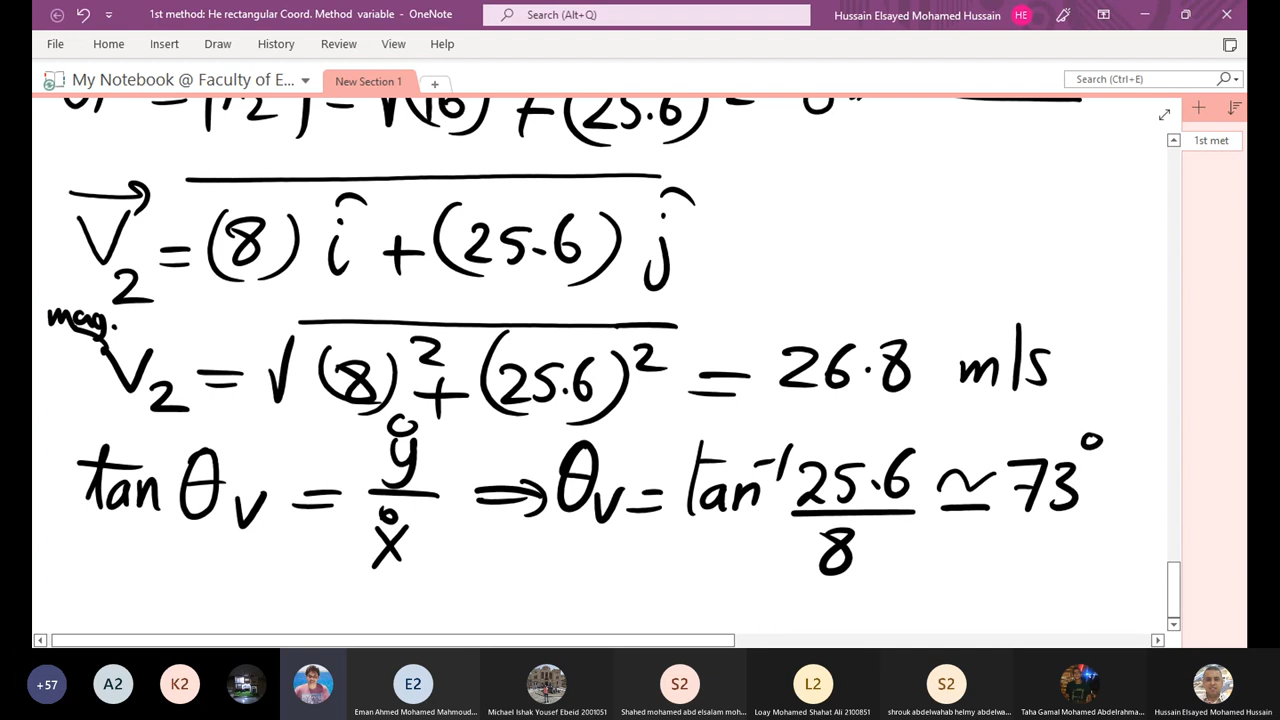 1st method: He rectangular Coord. Method variable - OneNote
Search (Alt+Q)
Hussain Elsayed Mohamed Hussain
HE
File Home Insert Draw History Review View Help
My Notebook @ Faculty of E...
New Section 1
Search (Ctrl+E)
1st met
= √(16) + (25.6) =
V⃗₂ = (8) î + (25.6) ĵ
mag.
V₂ = √(8)² + (25.6)² = 26.8 m/s
tan θᵥ = ẏ/ẋ ⟹ θᵥ = tan⁻¹ 25.6/8 ≃ 73°
+57
A2
K2
E2
S2
L2
S2
Eman Ahmed Mohamed Mahmoud...
Michael Ishak Yousef Ebeid 2001051
Shahed mohamed abd elsalam moh...
Loay Mohamed Shahat Ali 2100851
shrouk abdelwahab helmy abdelwa...
Taha Gamal Mohamed Abdelrahma...
Hussain Elsayed Mohamed Hussain